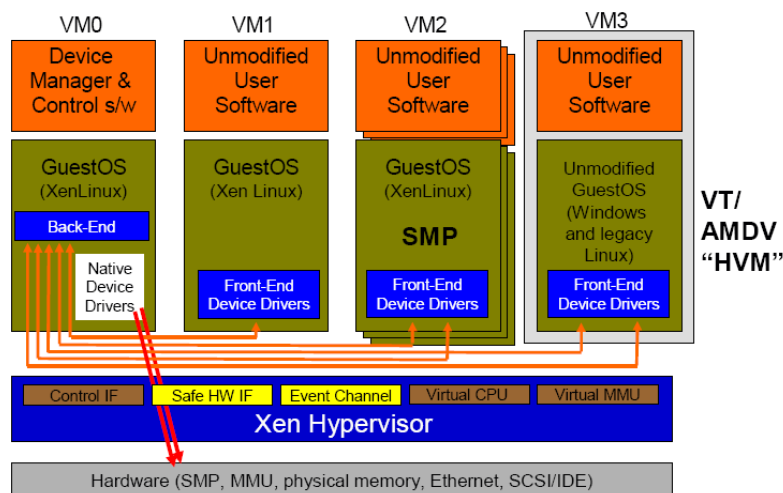 VM0
VM1
VM2
VM3
Device
Manager &
Control s/w
Unmodified
User
Software
Unmodified
User
Software
Unmodified
User
Software
GuestOS
(XenLinux)
Back-End
Native
Device
Drivers
GuestOS
(Xen Linux)
Front-End
Device Drivers
GuestOS
(XenLinux)
SMP
Front-End
Device Drivers
Unmodified
GuestOS
(Windows
and legacy
Linux)
Front-End
Device Drivers
VT/
AMDV
“HVM”
Control IF
Safe HW IF
Event Channel
Virtual CPU
Virtual MMU
Xen Hypervisor
Hardware (SMP, MMU, physical memory, Ethernet, SCSI/IDE)